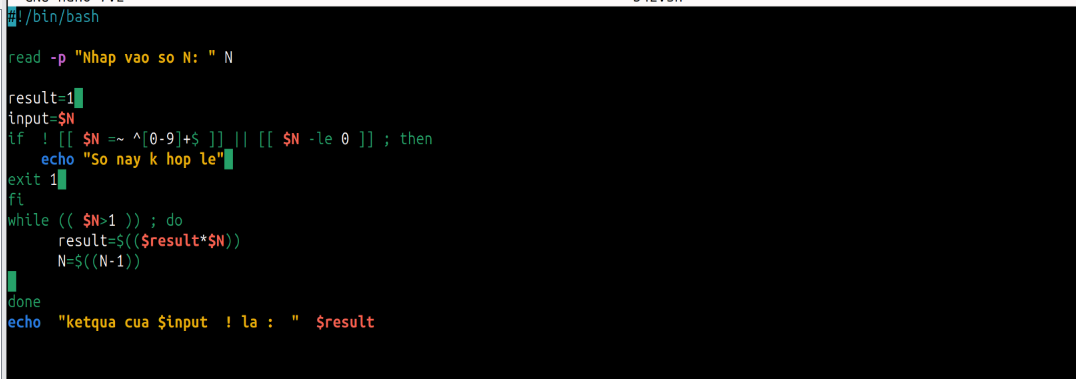 #!/bin/bash
read -p "Nhap vao so N: " N
result=1
input=$N
if  ! [[ $N =~ ^[0-9]+$ ]] || [[ $N -le 0 ]] ; then
    echo "So nay k hop le"
exit 1
fi
while (( $N>1 )) ; do
      result=$(($result*$N))
      N=$((N-1))
done
echo  "ketqua cua $input  ! la :  "  $result